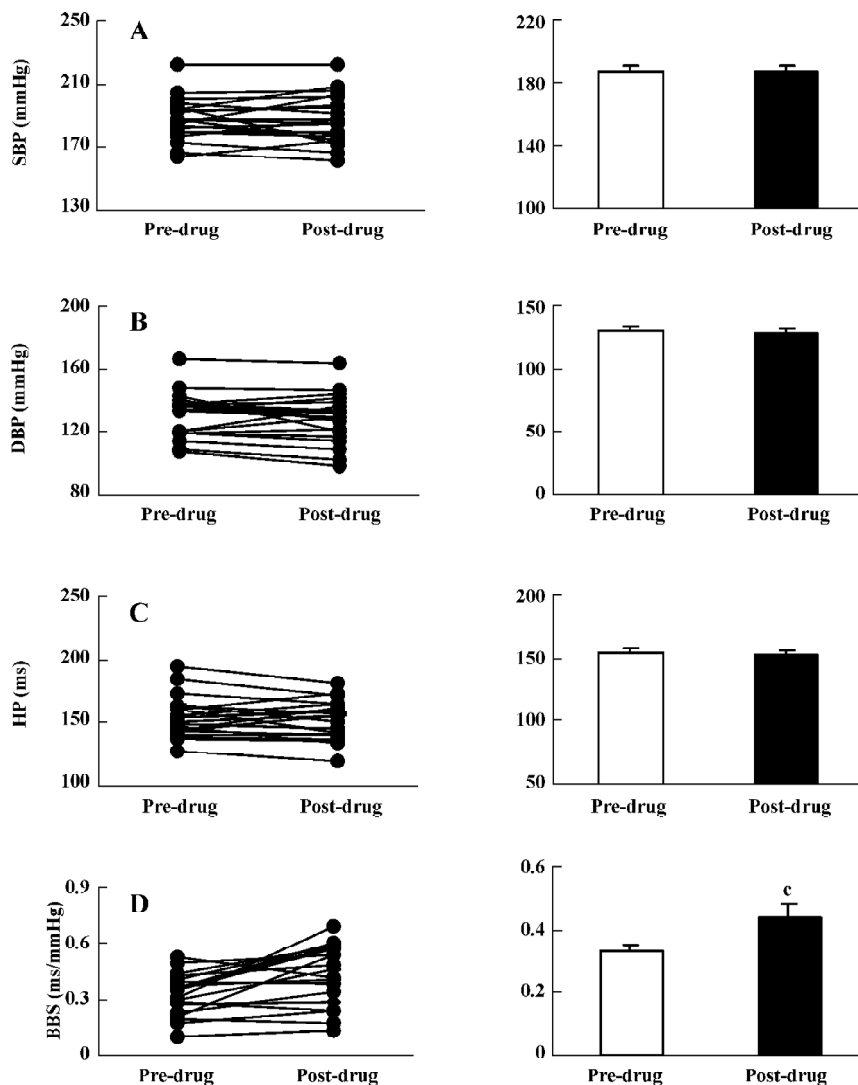 A
SBP (mmHg)
250
210
170
130
Pre-drug Post-drug
220
180
140
100
Pre-drug Post-drug
B
DBP (mmHg)
200
160
120
80
Pre-drug Post-drug
150
100
50
0
Pre-drug Post-drug
C
HP (ms)
250
200
150
100
Pre-drug Post-drug
200
150
100
50
Pre-drug Post-drug
D
BBS (ms/mmHg)
0.9
0.6
0.3
0
Pre-drug Post-drug
0.6
0.4
0.2
0
c
Pre-drug Post-drug